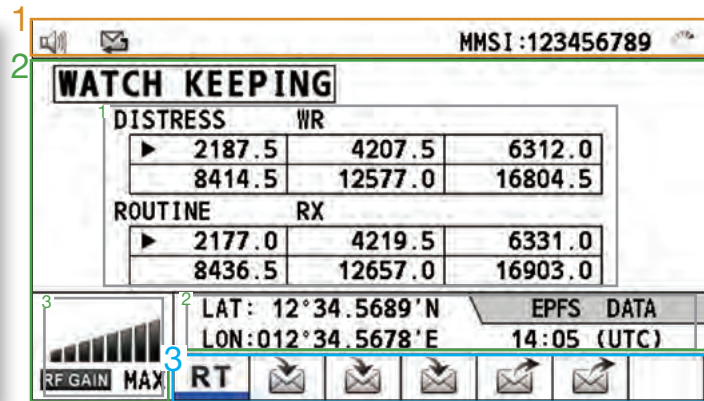 1
MMSI:123456789
2
WATCH KEEPING
1
DISTRESS WR
▶ 2187.5 4207.5 6312.0
8414.5 12577.0 16804.5
ROUTINE RX
▶ 2177.0 4219.5 6331.0
8436.5 12657.0 16903.0
3
2
LAT: 12°34.5689'N EPFS DATA
LON:012°34.5678'E 14:05 (UTC)
RF GAIN MAX
3
RT